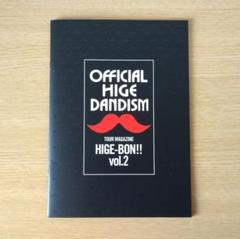 OFFICIAL
HIGE
DANDISM
TOUR MAGAZINE
HIGE-BON!!
vol.2